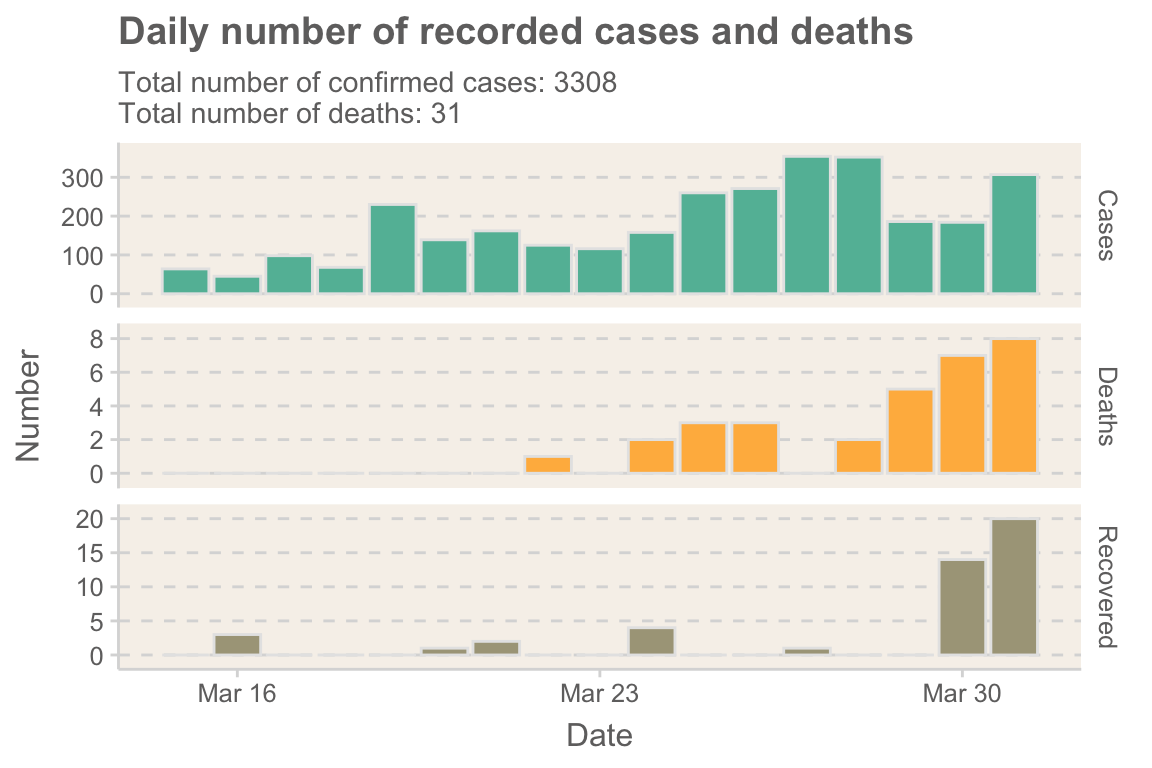 Daily number of recorded cases and deaths
Total number of confirmed cases: 3308
Total number of deaths: 31
300
200
100
0
Cases
8
6
4
2
0
Deaths
Number
20
15
10
5
0
Recovered
Mar 16
Mar 23
Mar 30
Date